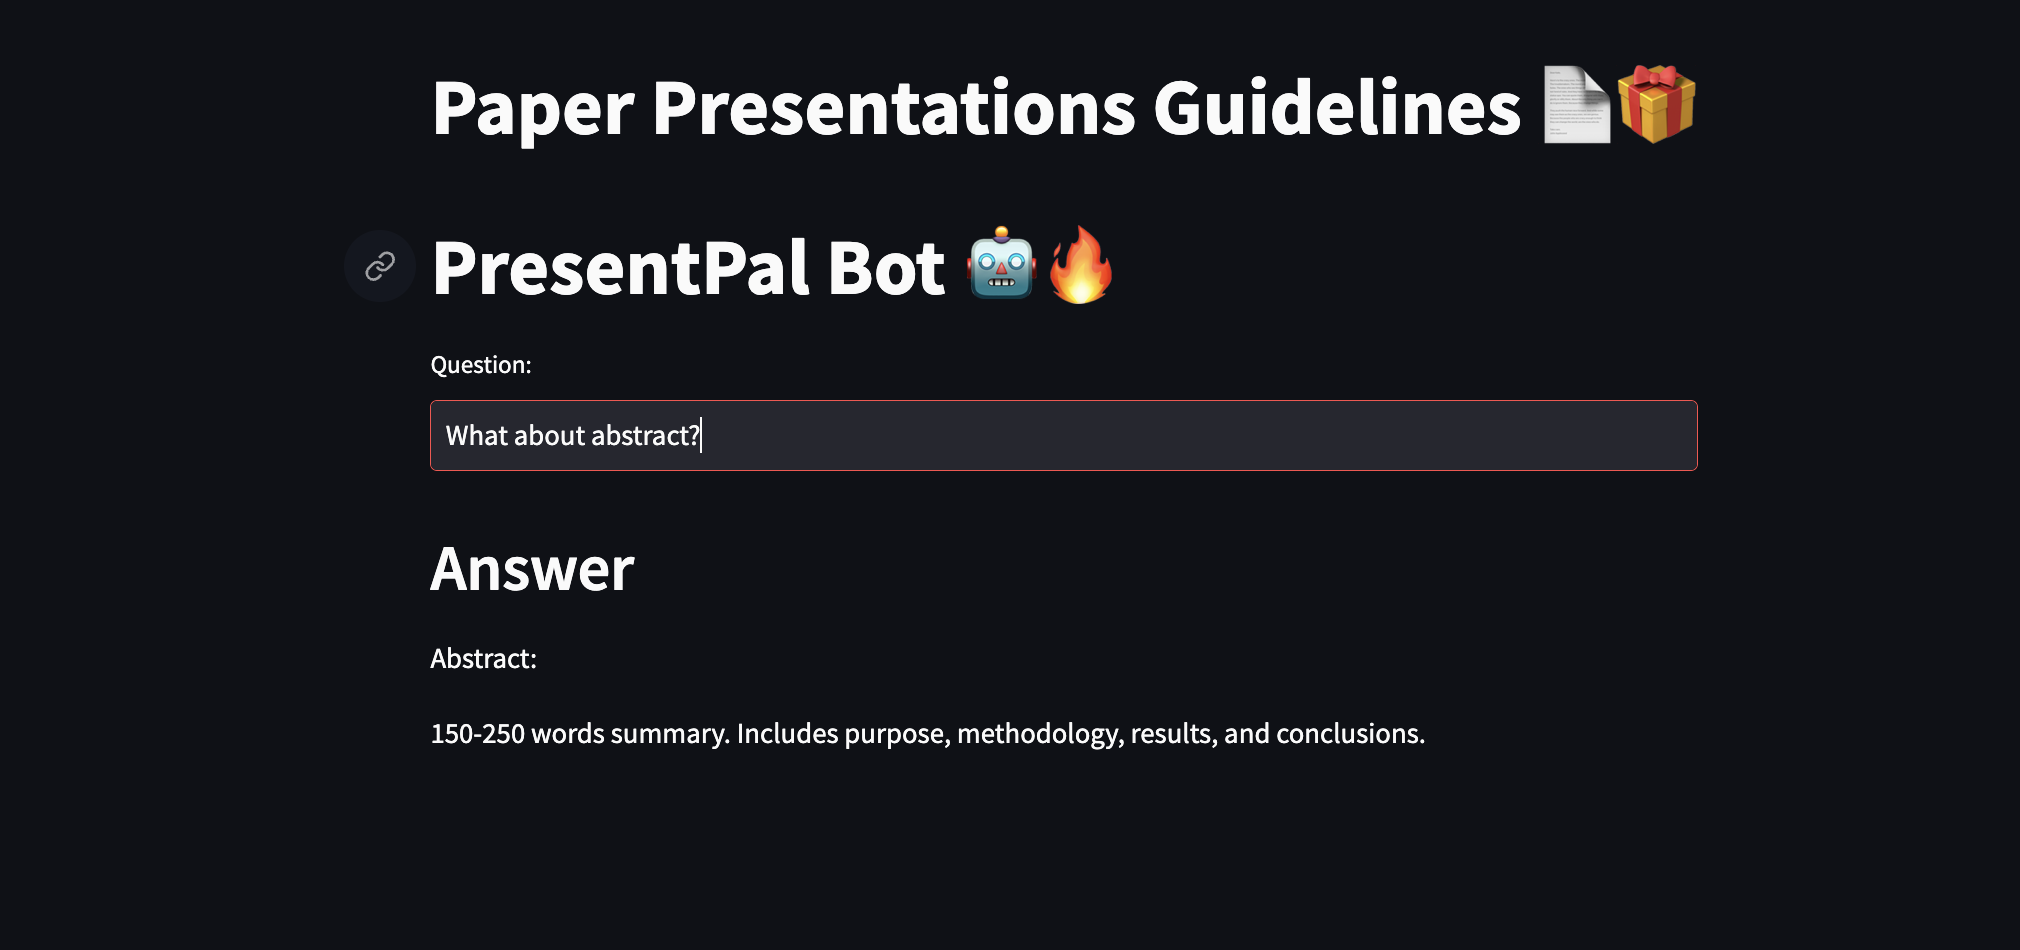 Paper Presentations Guidelines 📄🎁
PresentPal Bot 🤖🔥
Question:
What about abstract?
Answer
Abstract:
150-250 words summary. Includes purpose, methodology, results, and conclusions.